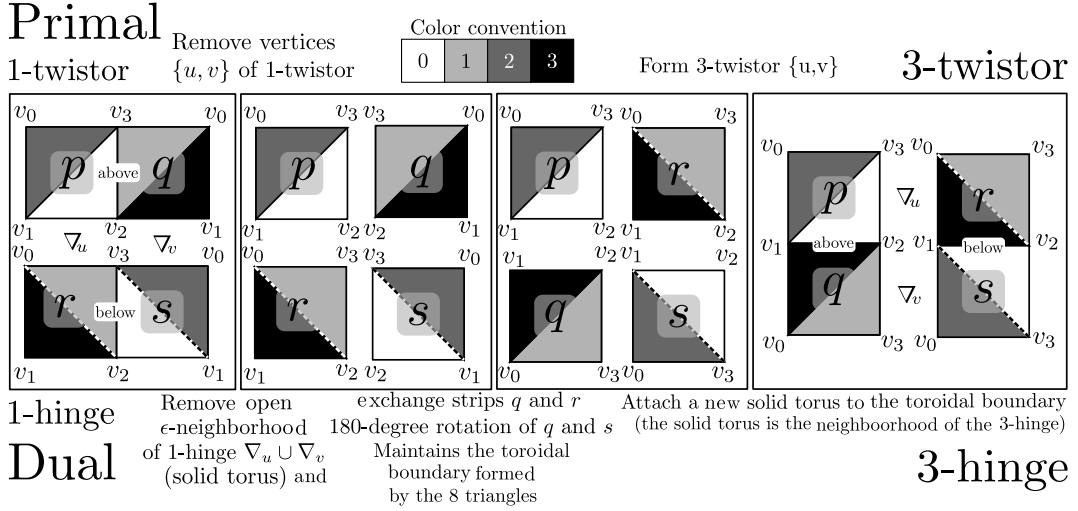 Primal
1-twistor
Remove vertices
{u, v} of 1-twistor
Color convention
0 1 2 3
Form 3-twistor {u,v}
3-twistor
v0 v3 v0
p above q
v1 v2 v1
∇u ∇v
v0 v3 v0
r below s
v1 v2 v1
v0 v3 v3 v0
p q
v1 v2 v2 v1
v0 v3 v3 v0
r s
v1 v2 v2 v1
v0 v3 v0 v3
p r
v1 v2 v1 v2
v1 v2 v1 v2
q s
v0 v3 v0 v3
v0 v3 v0 v3
p ∇u r
v1 above v2 v1 below v2
q ∇v s
v0 v3 v0 v3
1-hinge
Dual
Remove open
ϵ-neighborhood
of 1-hinge ∇u ∪ ∇v
(solid torus) and
exchange strips q and r
180-degree rotation of q and s
Maintains the toroidal
boundary formed
by the 8 triangles
Attach a new solid torus to the toroidal boundary
(the solid torus is the neighboorhood of the 3-hinge)
3-hinge